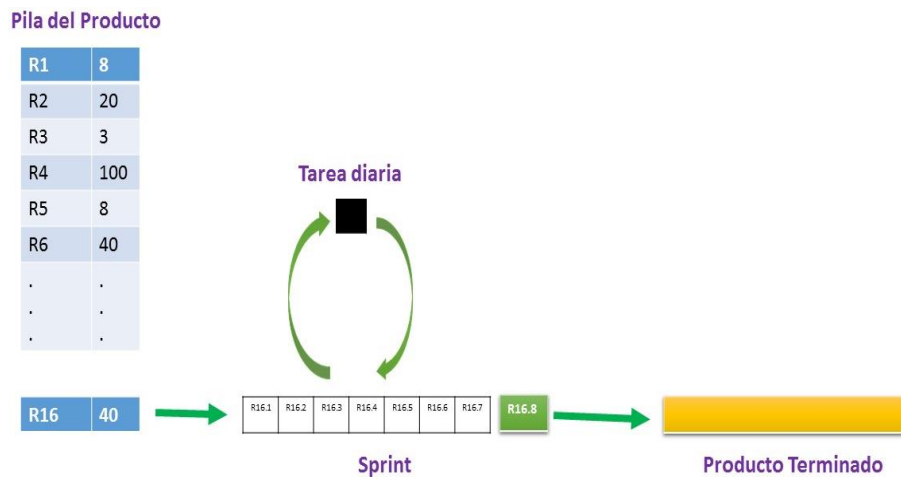 Pila del Producto
R1 8
R2 20
R3 3
R4 100
R5 8
R6 40
. .
. .
. .
Tarea diaria
R16 40
R16.1 R16.2 R16.3 R16.4 R16.5 R16.6 R16.7 R16.8
Sprint
Producto Terminado